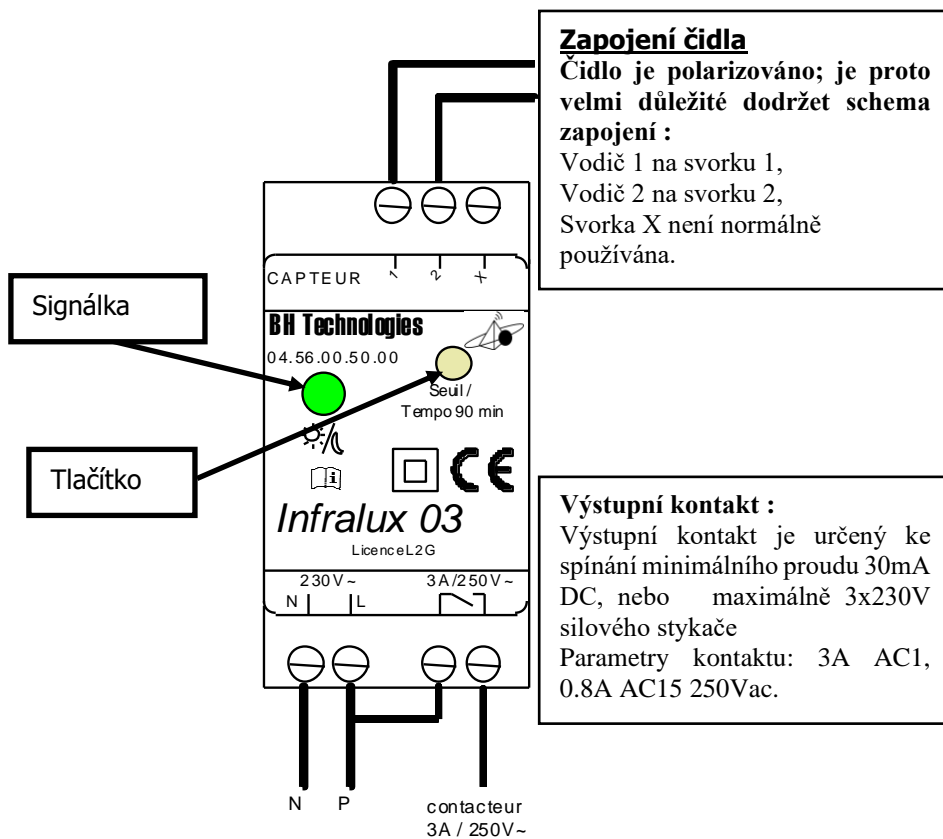 Zapojení čidla
Čidlo je polarizováno; je proto
velmi důležité dodržet schema
zapojení :
Vodič 1 na svorku 1,
Vodič 2 na svorku 2,
Svorka X není normálně
používána.
CAPTEUR 1 2 X
Signálka
BH Technologies
04.56.00.50.00
Seuil /
Tempo 90 min
Tlačítko
CE
Infralux 03
Licence L2G
230V~ 3A/250V~
N L
Výstupní kontakt :
Výstupní kontakt je určený ke
spínání minimálního proudu 30mA
DC, nebo maximálně 3x230V
silového stykače
Parametry kontaktu: 3A AC1,
0.8A AC15 250Vac.
N P contacteur
3A / 250V~